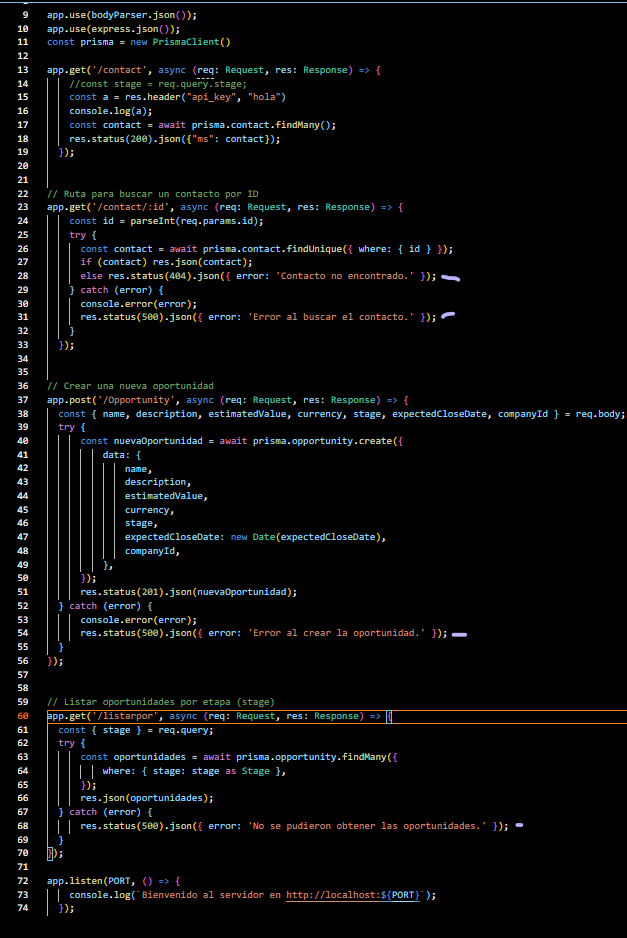 9 app.use(bodyParser.json());
10 app.use(express.json());
11 const prisma = new PrismaClient()
12
13 app.get('/contact', async (req: Request, res: Response) => {
14 //const stage = req.query.stage;
15 const a = res.header("api_key", "hola")
16 console.log(a);
17 const contact = await prisma.contact.findMany();
18 res.status(200).json({"ms": contact});
19 });
20
21
22 // Ruta para buscar un contacto por ID
23 app.get('/contact/:id', async (req: Request, res: Response) => {
24 const id = parseInt(req.params.id);
25 try {
26 const contact = await prisma.contact.findUnique({ where: { id } });
27 if (contact) res.json(contact);
28 else res.status(404).json({ error: 'Contacto no encontrado.' });
29 } catch (error) {
30 console.error(error);
31 res.status(500).json({ error: 'Error al buscar el contacto.' });
32 }
33 });
34
35
36 // Crear una nueva oportunidad
37 app.post('/Opportunity', async (req: Request, res: Response) => {
38 const { name, description, estimatedValue, currency, stage, expectedCloseDate, companyId } = req.body;
39 try {
40 const nuevaOportunidad = await prisma.opportunity.create({
41 data: {
42 name,
43 description,
44 estimatedValue,
45 currency,
46 stage,
47 expectedCloseDate: new Date(expectedCloseDate),
48 companyId,
49 },
50 });
51 res.status(201).json(nuevaOportunidad);
52 } catch (error) {
53 console.error(error);
54 res.status(500).json({ error: 'Error al crear la oportunidad.' });
55 }
56 });
57
58
59 // Listar oportunidades por etapa (stage)
60 app.get('/listarpor', async (req: Request, res: Response) => {
61 const { stage } = req.query;
62 try {
63 const oportunidades = await prisma.opportunity.findMany({
64 where: { stage: stage as Stage },
65 });
66 res.json(oportunidades);
67 } catch (error) {
68 res.status(500).json({ error: 'No se pudieron obtener las oportunidades.' });
69 }
70 });
71
72 app.listen(PORT, () => {
73 console.log(`Bienvenido al servidor en http://localhost:${PORT}`);
74 });